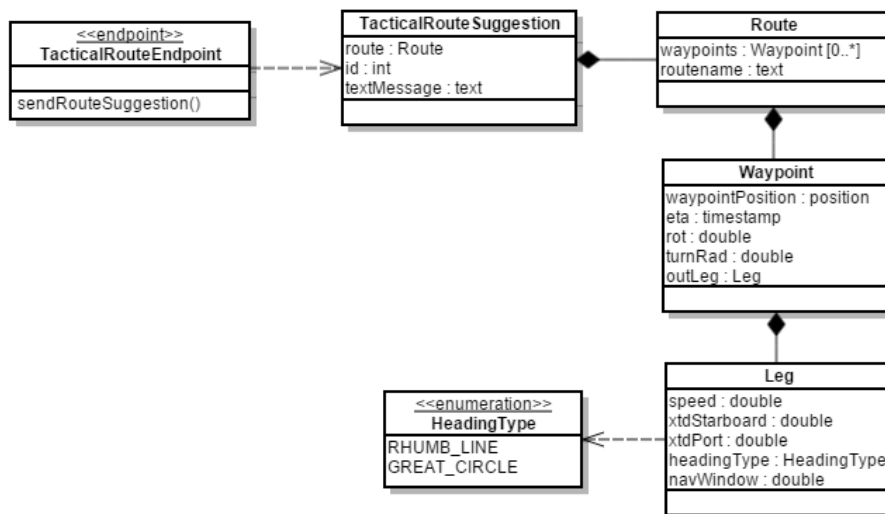 <<endpoint>>
TacticalRouteEndpoint
sendRouteSuggestion()
TacticalRouteSuggestion
route : Route
id : int
textMessage : text
Route
waypoints : Waypoint [0..*]
routename : text
Waypoint
waypointPosition : position
eta : timestamp
rot : double
turnRad : double
outLeg : Leg
<<enumeration>>
HeadingType
RHUMB_LINE
GREAT_CIRCLE
Leg
speed : double
xtdStarboard : double
xtdPort : double
headingType : HeadingType
navWindow : double